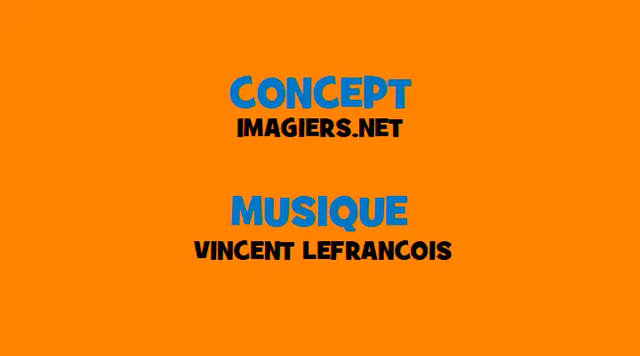 CONCEPT
IMAGIERS.NET
MUSIQUE
VINCENT LEFRANCOIS